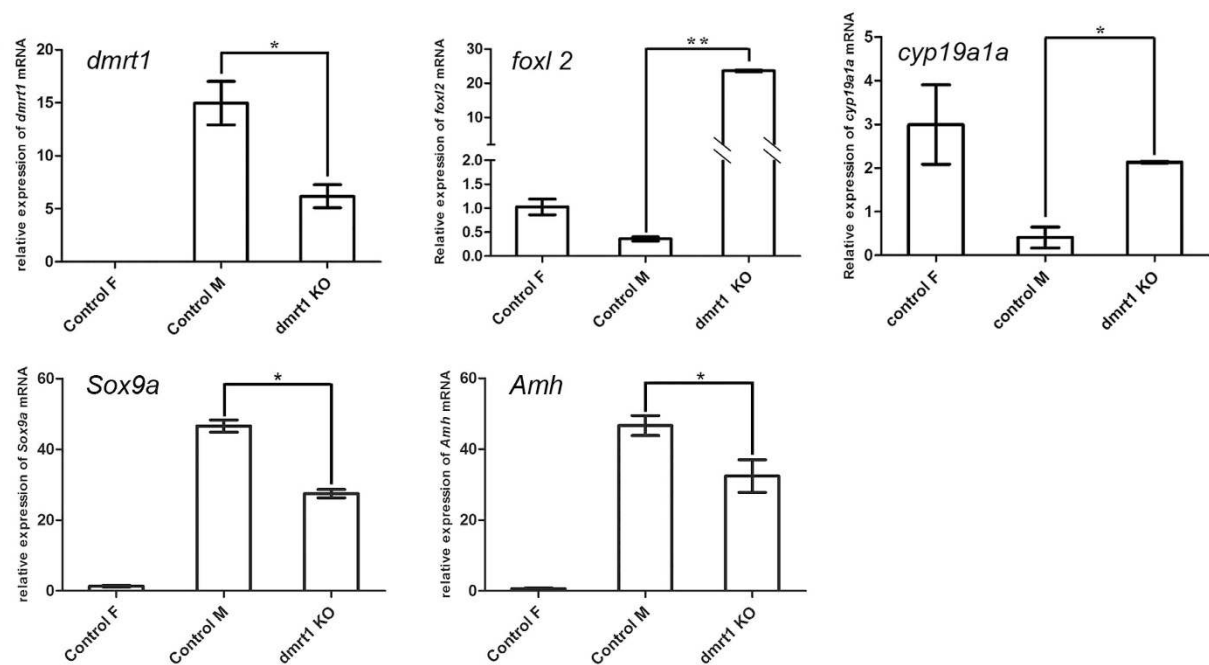 dmrt1
*
relative expression of dmrt1 mRNA
20
15
10
5
0
Control F
Control M
dmrt1 KO
foxl 2
**
relative expression of foxl2 mRNA
30
20
10
2.0
1.5
1.0
0.5
0.0
Control F
Control M
dmrt1 KO
cyp19a1a
*
Relative expression of cyp19a1a mRNA
5
4
3
2
1
0
control F
control M
dmrt1 KO
Sox9a
*
relative expression of Sox9a mRNA
60
40
20
0
Control F
Control M
dmrt1 KO
Amh
*
relative expression of Amh mRNA
60
40
20
0
Control F
Control M
dmrt1 KO